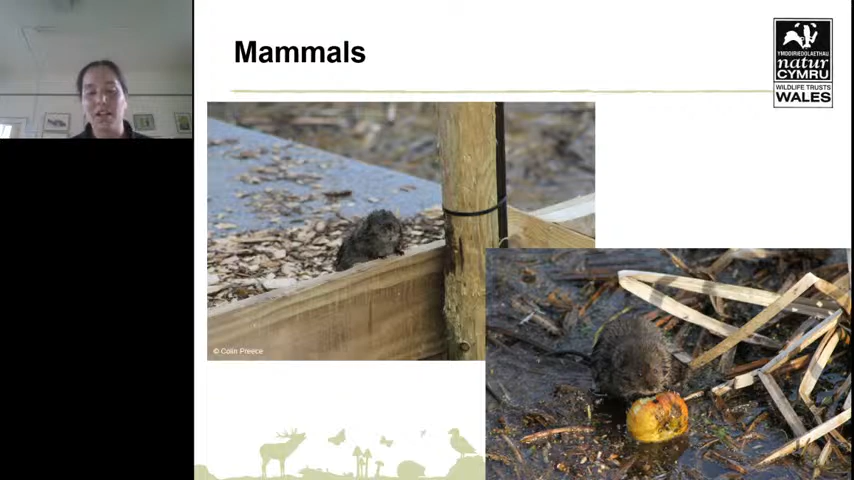 Mammals
YMDDIRIEDOLAETHAU
natur
CYMRU
WILDLIFE TRUSTS
WALES
© Colin Preece